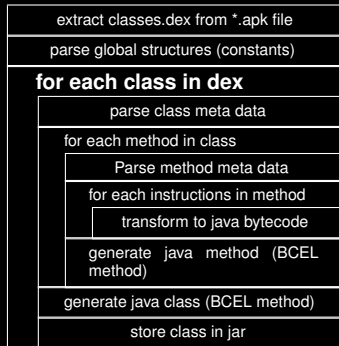 extract classes.dex from *.apk file
parse global structures (constants)
for each class in dex
parse class meta data
for each method in class
Parse method meta data
for each instructions in method
transform to java bytecode
generate java method (BCEL
method)
generate java class (BCEL method)
store class in jar